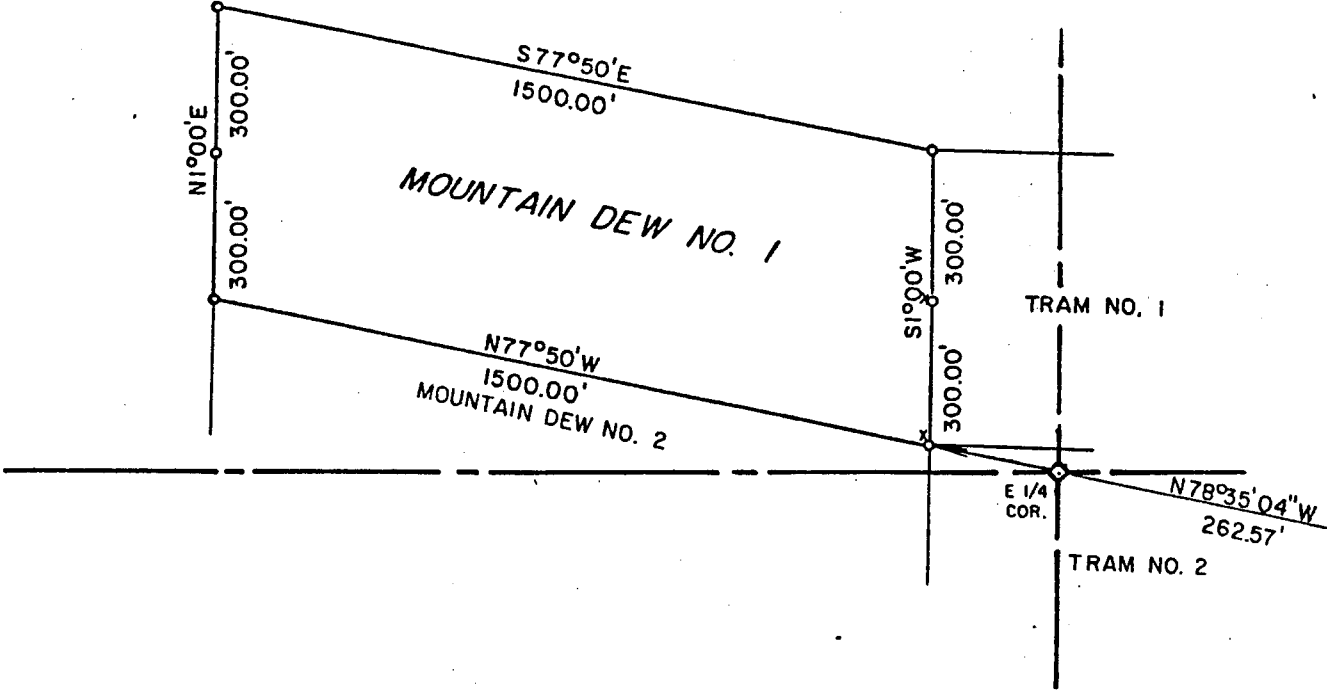 S77°50'E
1500.00'
N1°00'E
300.00'
300.00'
MOUNTAIN DEW NO. 1
S1°00'W
300.00'
300.00'
TRAM NO. 1
N77°50'W
1500.00'
MOUNTAIN DEW NO. 2
E 1/4
COR.
N78°35'04"W
262.57'
TRAM NO. 2